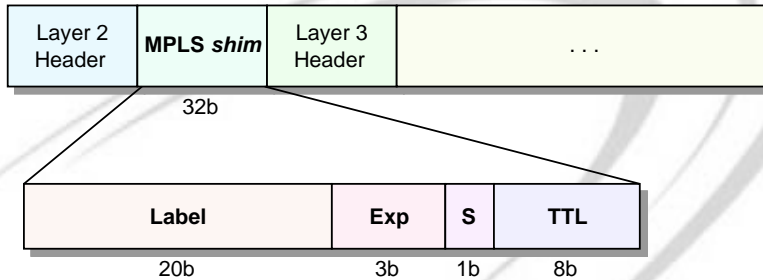 Layer 2 Header
MPLS shim
Layer 3 Header
. . .
32b
Label
Exp
S
TTL
20b
3b
1b
8b